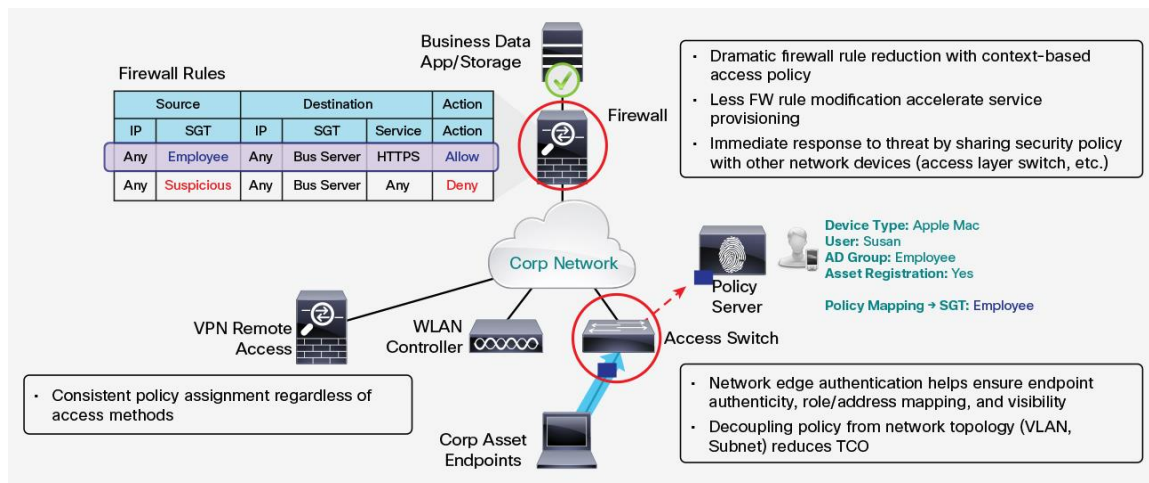 Business Data
App/Storage
Firewall Rules
Source Destination Action
IP SGT IP SGT Service Action
Any Employee Any Bus Server HTTPS Allow
Any Suspicious Any Bus Server Any Deny
Firewall
• Dramatic firewall rule reduction with context-based
access policy
• Less FW rule modification accelerate service
provisioning
• Immediate response to threat by sharing security policy
with other network devices (access layer switch, etc.)
Corp Network
Policy
Server
Device Type: Apple Mac
User: Susan
AD Group: Employee
Asset Registration: Yes
Policy Mapping → SGT: Employee
VPN Remote
Access
WLAN
Controller
Access Switch
• Consistent policy assignment regardless of
access methods
Corp Asset
Endpoints
• Network edge authentication helps ensure endpoint
authenticity, role/address mapping, and visibility
• Decoupling policy from network topology (VLAN,
Subnet) reduces TCO